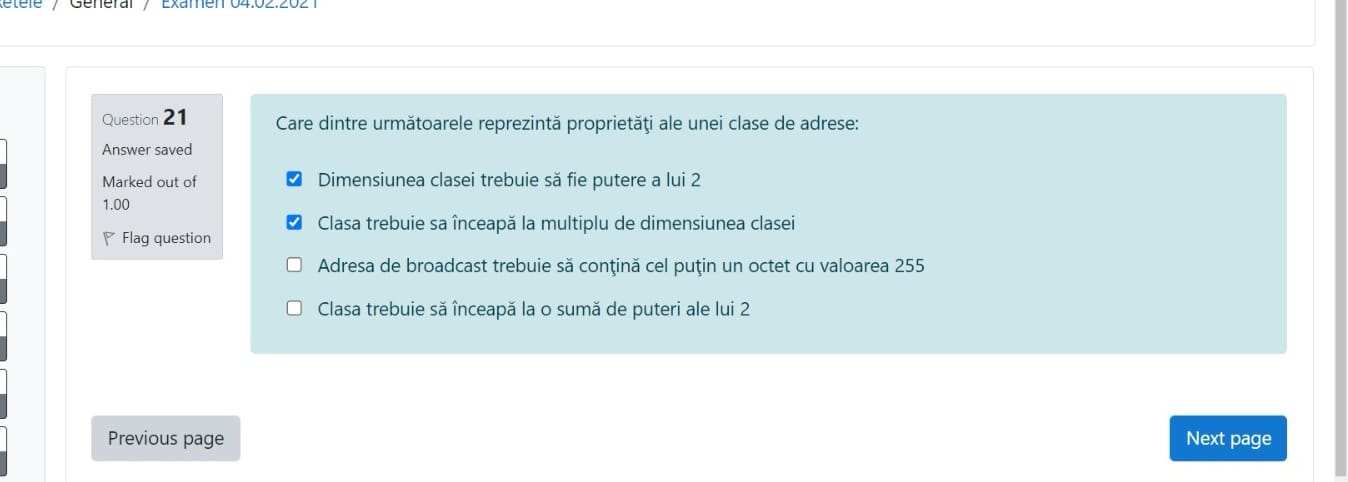 / General / Examen 04.02.2021
Question 21
Answer saved
Marked out of
1.00
Flag question
Care dintre următoarele reprezintă proprietăţi ale unei clase de adrese:
Dimensiunea clasei trebuie să fie putere a lui 2
Clasa trebuie sa înceapă la multiplu de dimensiunea clasei
Adresa de broadcast trebuie să conţină cel puţin un octet cu valoarea 255
Clasa trebuie să înceapă la o sumă de puteri ale lui 2
Previous page
Next page